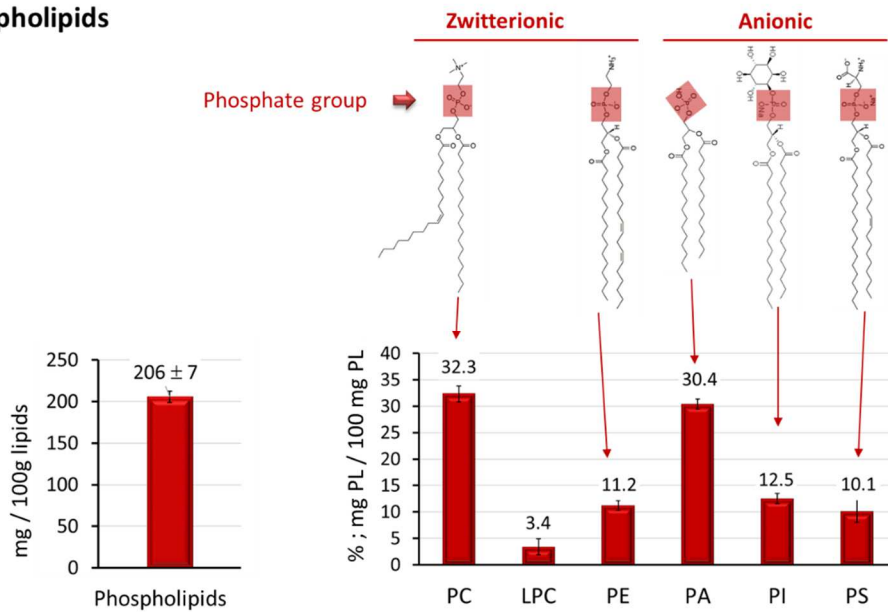 pholipids
Zwitterionic
Anionic
Phosphate group
250
200
150
100
50
0
206 ± 7
mg / 100g lipids
Phospholipids
40
35
30
25
20
15
10
5
0
% ; mg PL / 100 mg PL
32.3
3.4
11.2
30.4
12.5
10.1
PC LPC PE PA PI PS